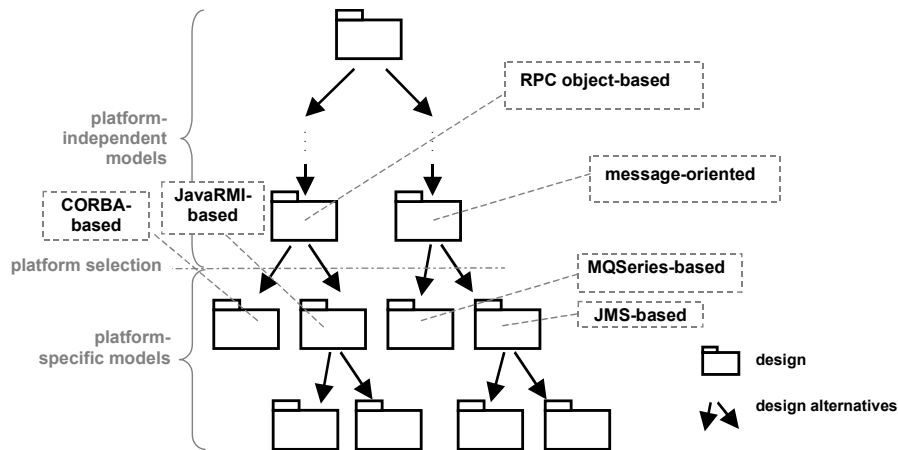 RPC object-based
platform-
independent
models
message-oriented
CORBA-
based
JavaRMI-
based
platform selection
MQSeries-based
JMS-based
platform-
specific models
design
design alternatives